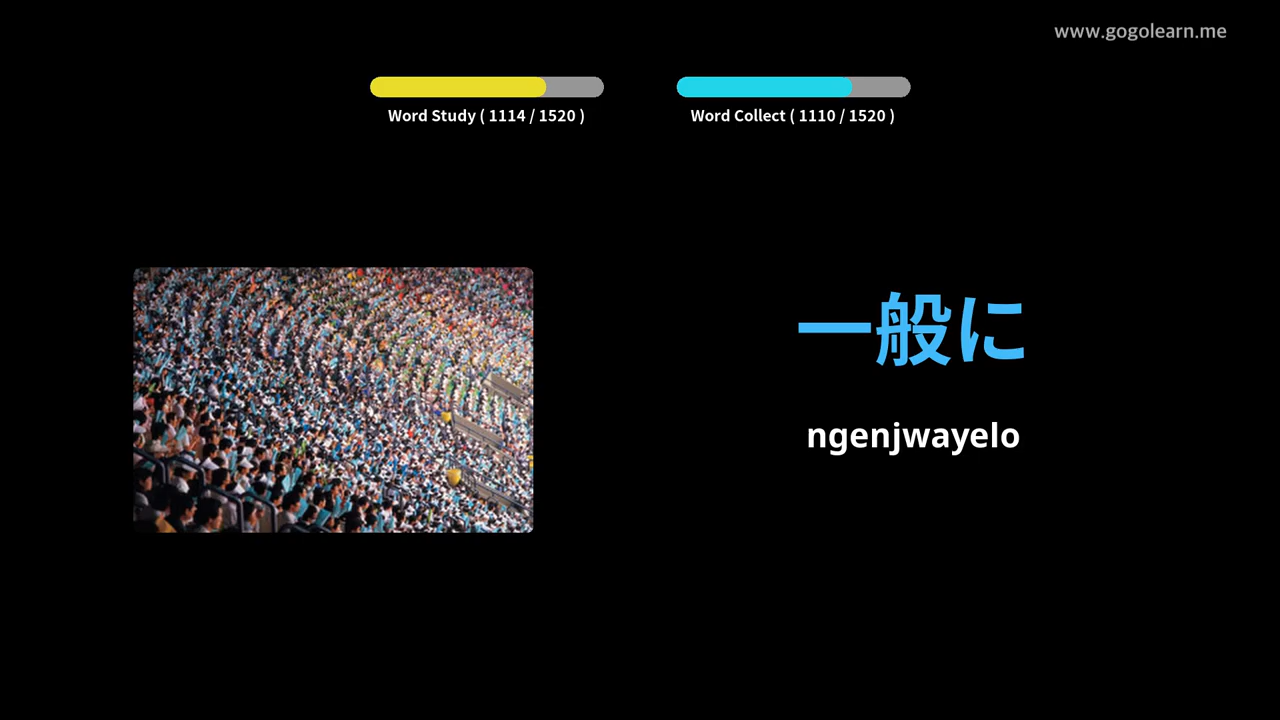 www.gogolearn.me
Word Study ( 1114 / 1520 )
Word Collect ( 1110 / 1520 )
一般に
ngenjwayelo